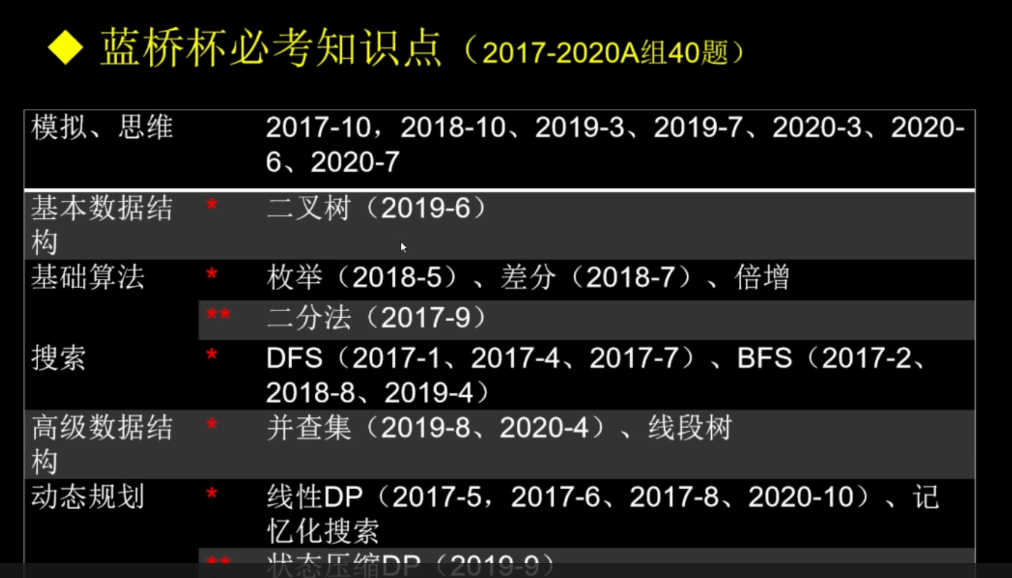 ◆ 蓝桥杯必考知识点（2017-2020A组40题）
模拟、思维 2017-10，2018-10、2019-3、2019-7、2020-3、2020-
6、2020-7
基本数据结 * 二叉树（2019-6）
构
基础算法 * 枚举（2018-5）、差分（2018-7）、倍增
** 二分法（2017-9）
搜索 * DFS（2017-1、2017-4、2017-7）、BFS（2017-2、
2018-8、2019-4）
高级数据结 * 并查集（2019-8、2020-4）、线段树
构
动态规划 * 线性DP（2017-5，2017-6、2017-8、2020-10）、记
忆化搜索
** 状态压缩DP（2019-9）